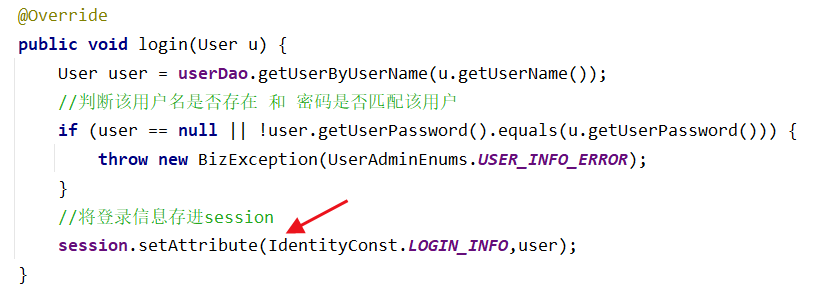 @Override
public void login(User u) {
User user = userDao.getUserByUserName(u.getUserName());
//判断该用户名是否存在 和 密码是否匹配该用户
if (user == null || !user.getUserPassword().equals(u.getUserPassword())) {
throw new BizException(UserAdminEnums.USER_INFO_ERROR);
}
//将登录信息存进session
session.setAttribute(IdentityConst.LOGIN_INFO,user);
}